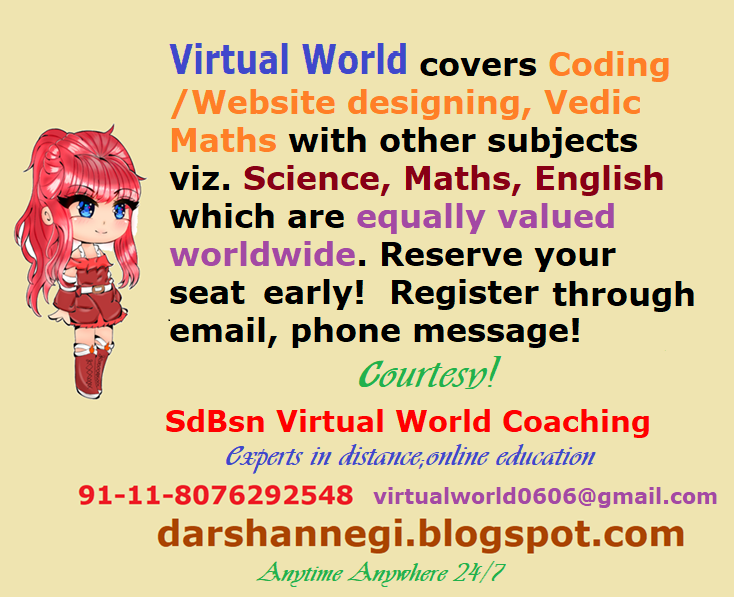 Virtual World covers Coding
/Website designing, Vedic
Maths with other subjects
viz. Science, Maths, English
which are equally valued
worldwide. Reserve your
seat early! Register through
email, phone message!
Courtesy!
SdBsn Virtual World Coaching
Experts in distance,online education
91-11-8076292548 virtualworld0606@gmail.com
darshannegi.blogspot.com
Anytime Anywhere 24/7